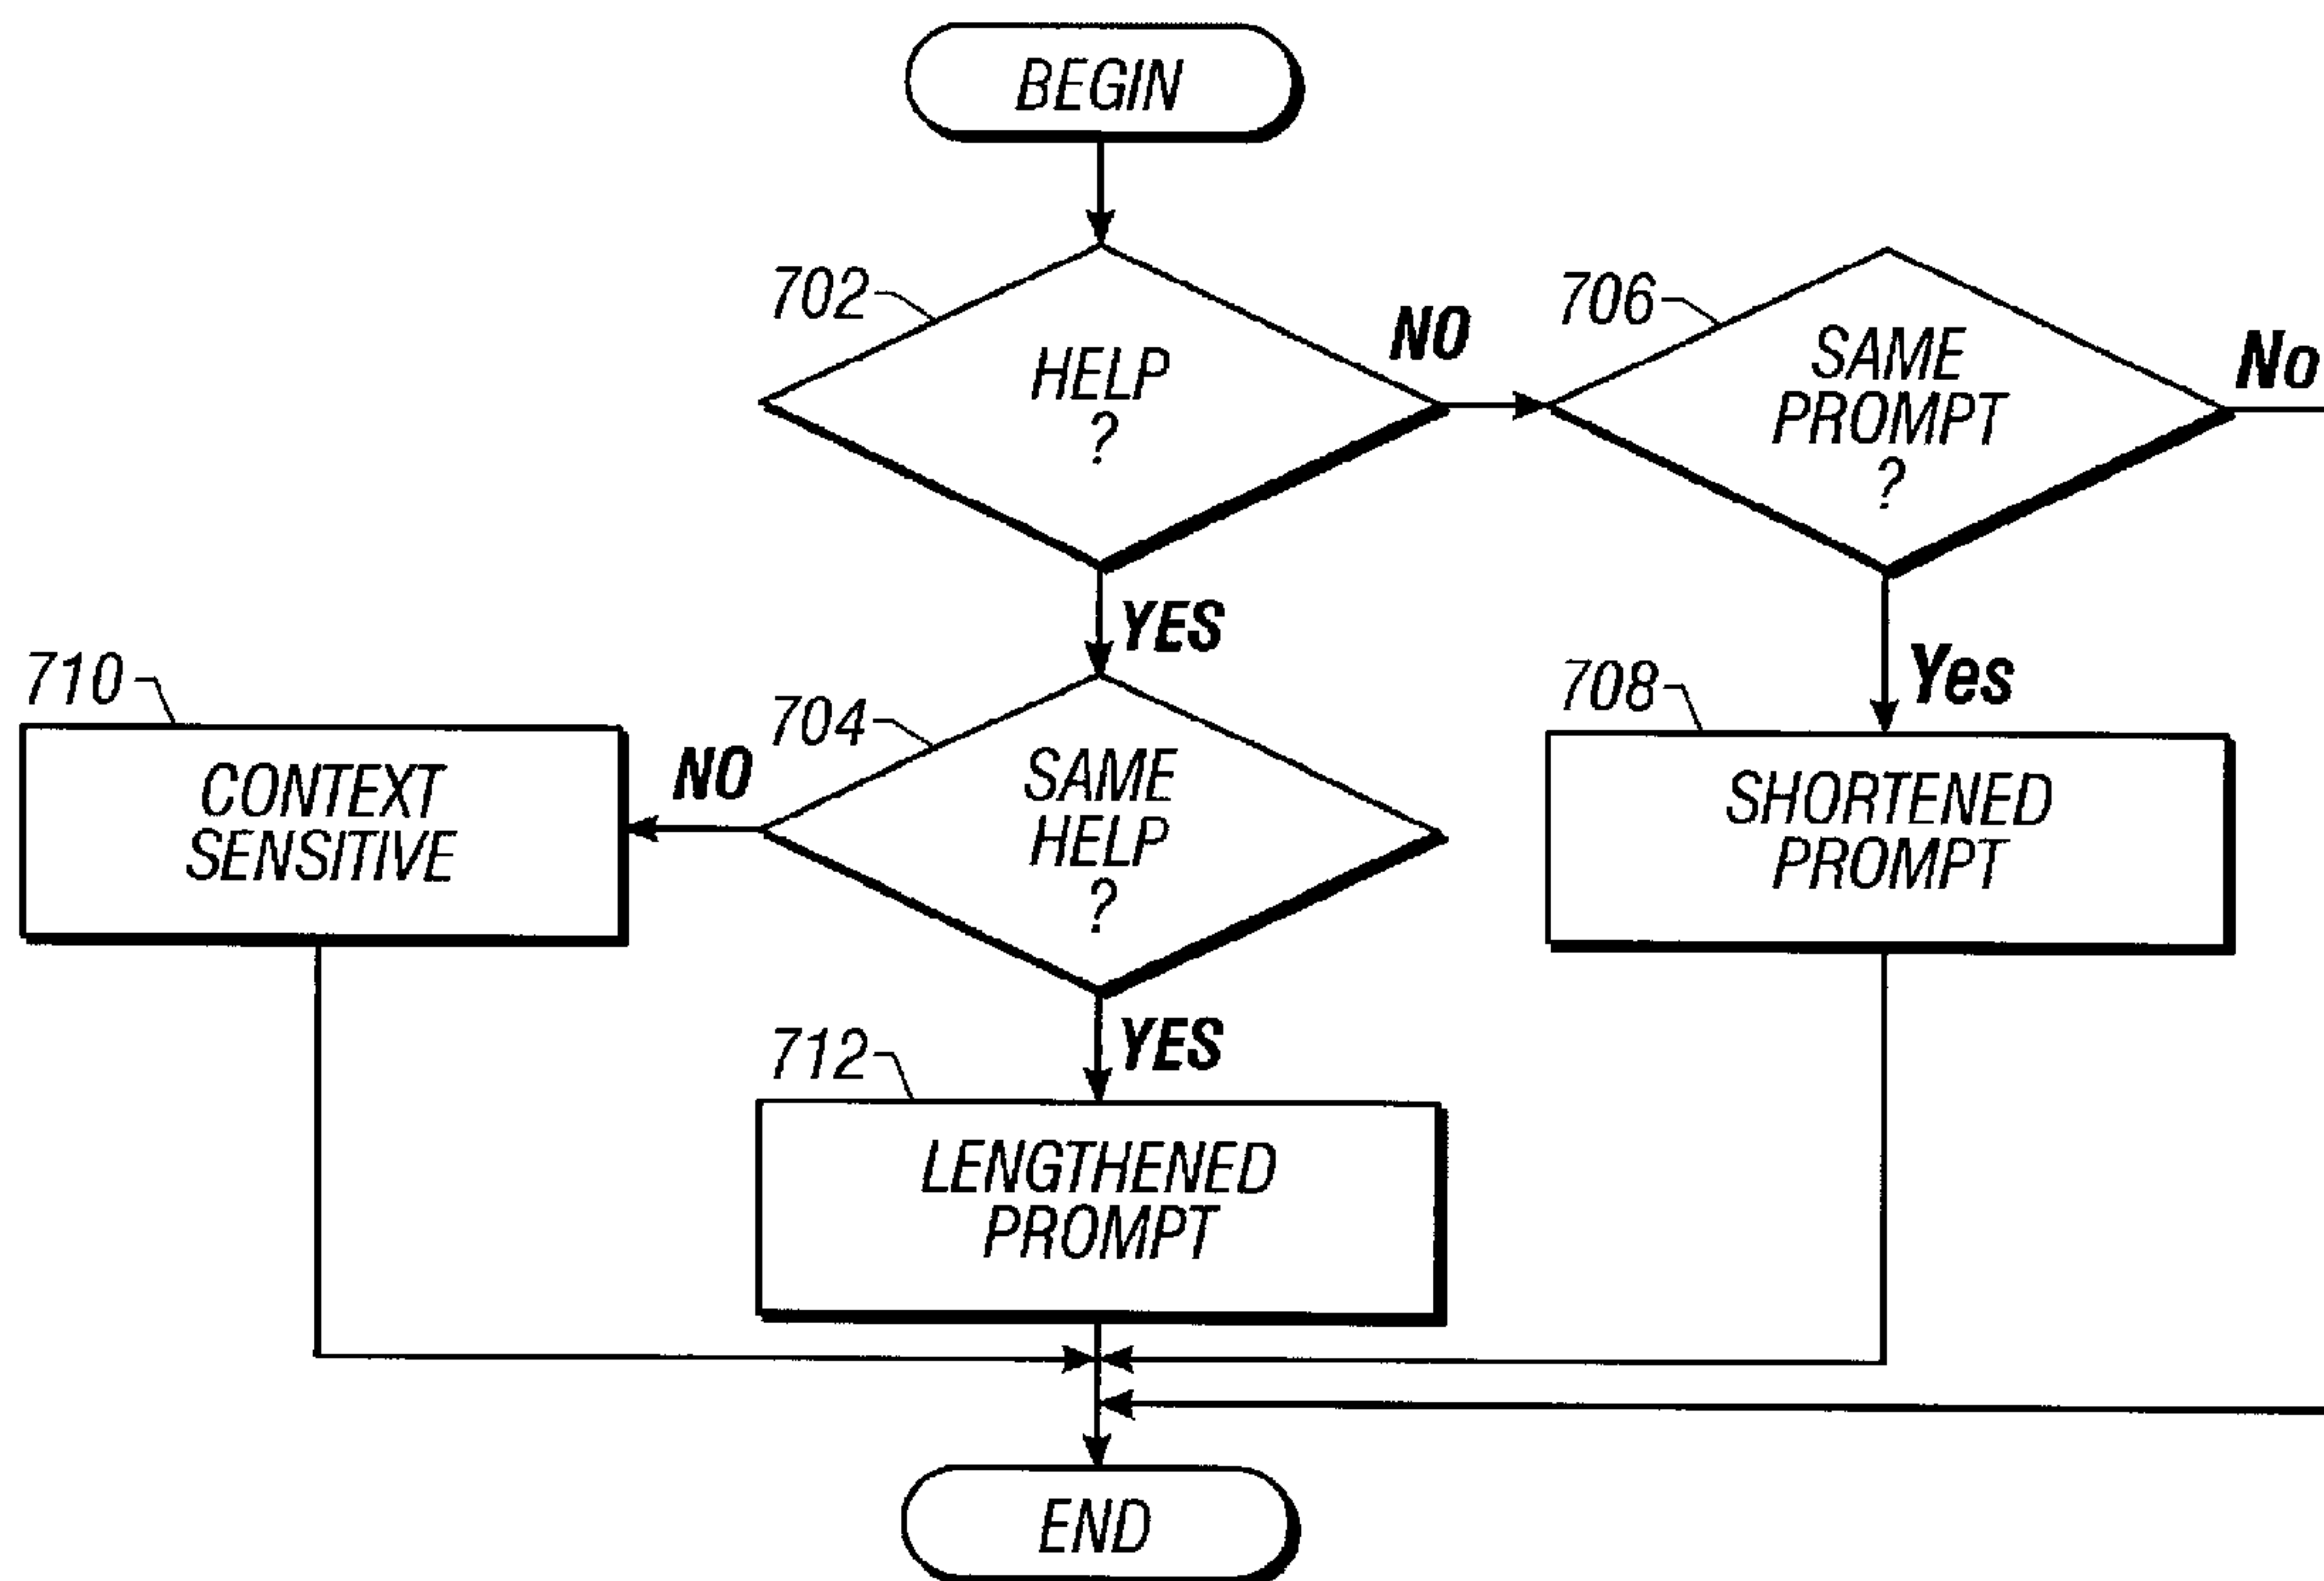 BEGIN
702
HELP
?
NO
706
SAME
PROMPT
?
No
YES
Yes
710
CONTEXT
SENSITIVE
NO
704
SAME
HELP
?
708
SHORTENED
PROMPT
YES
712
LENGTHENED
PROMPT
END